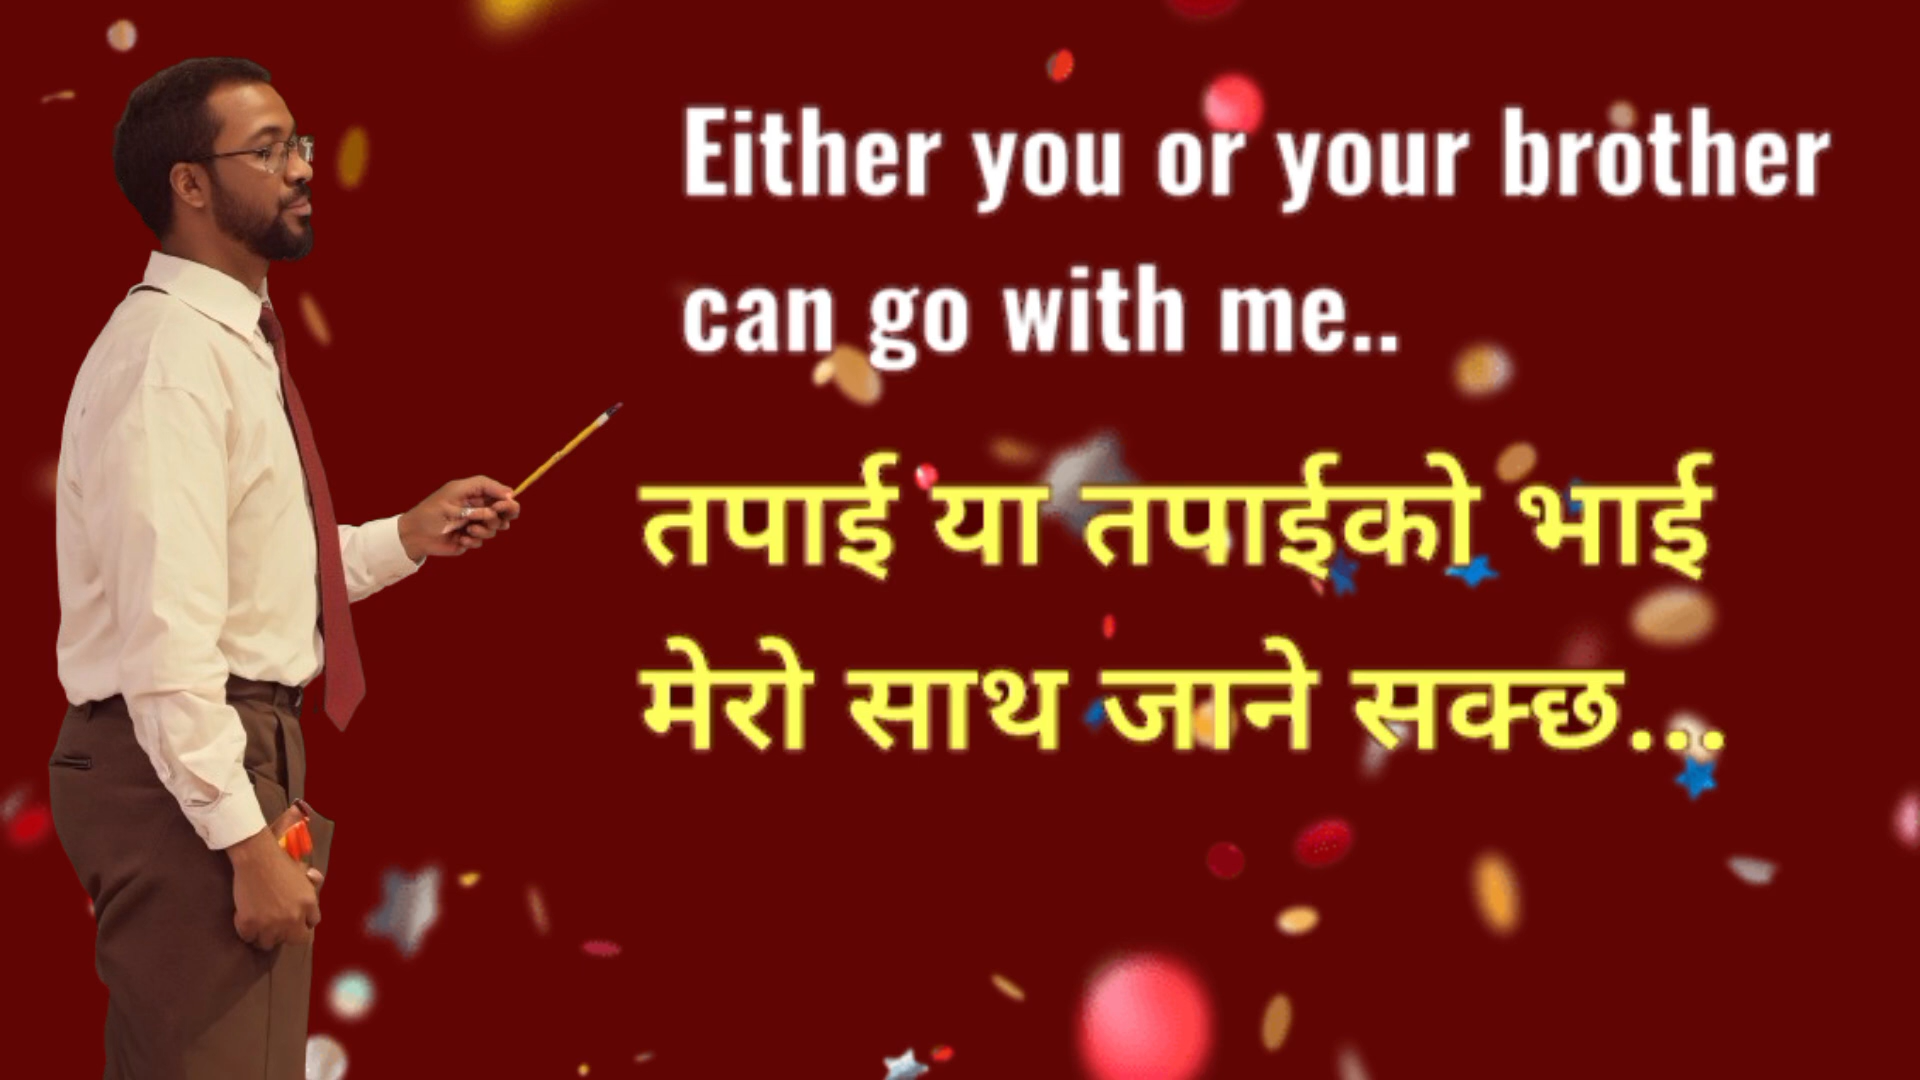 Either you or your brother
can go with me..
तपाई या तपाईको भाई
मेरो साथ जाने सक्छ...